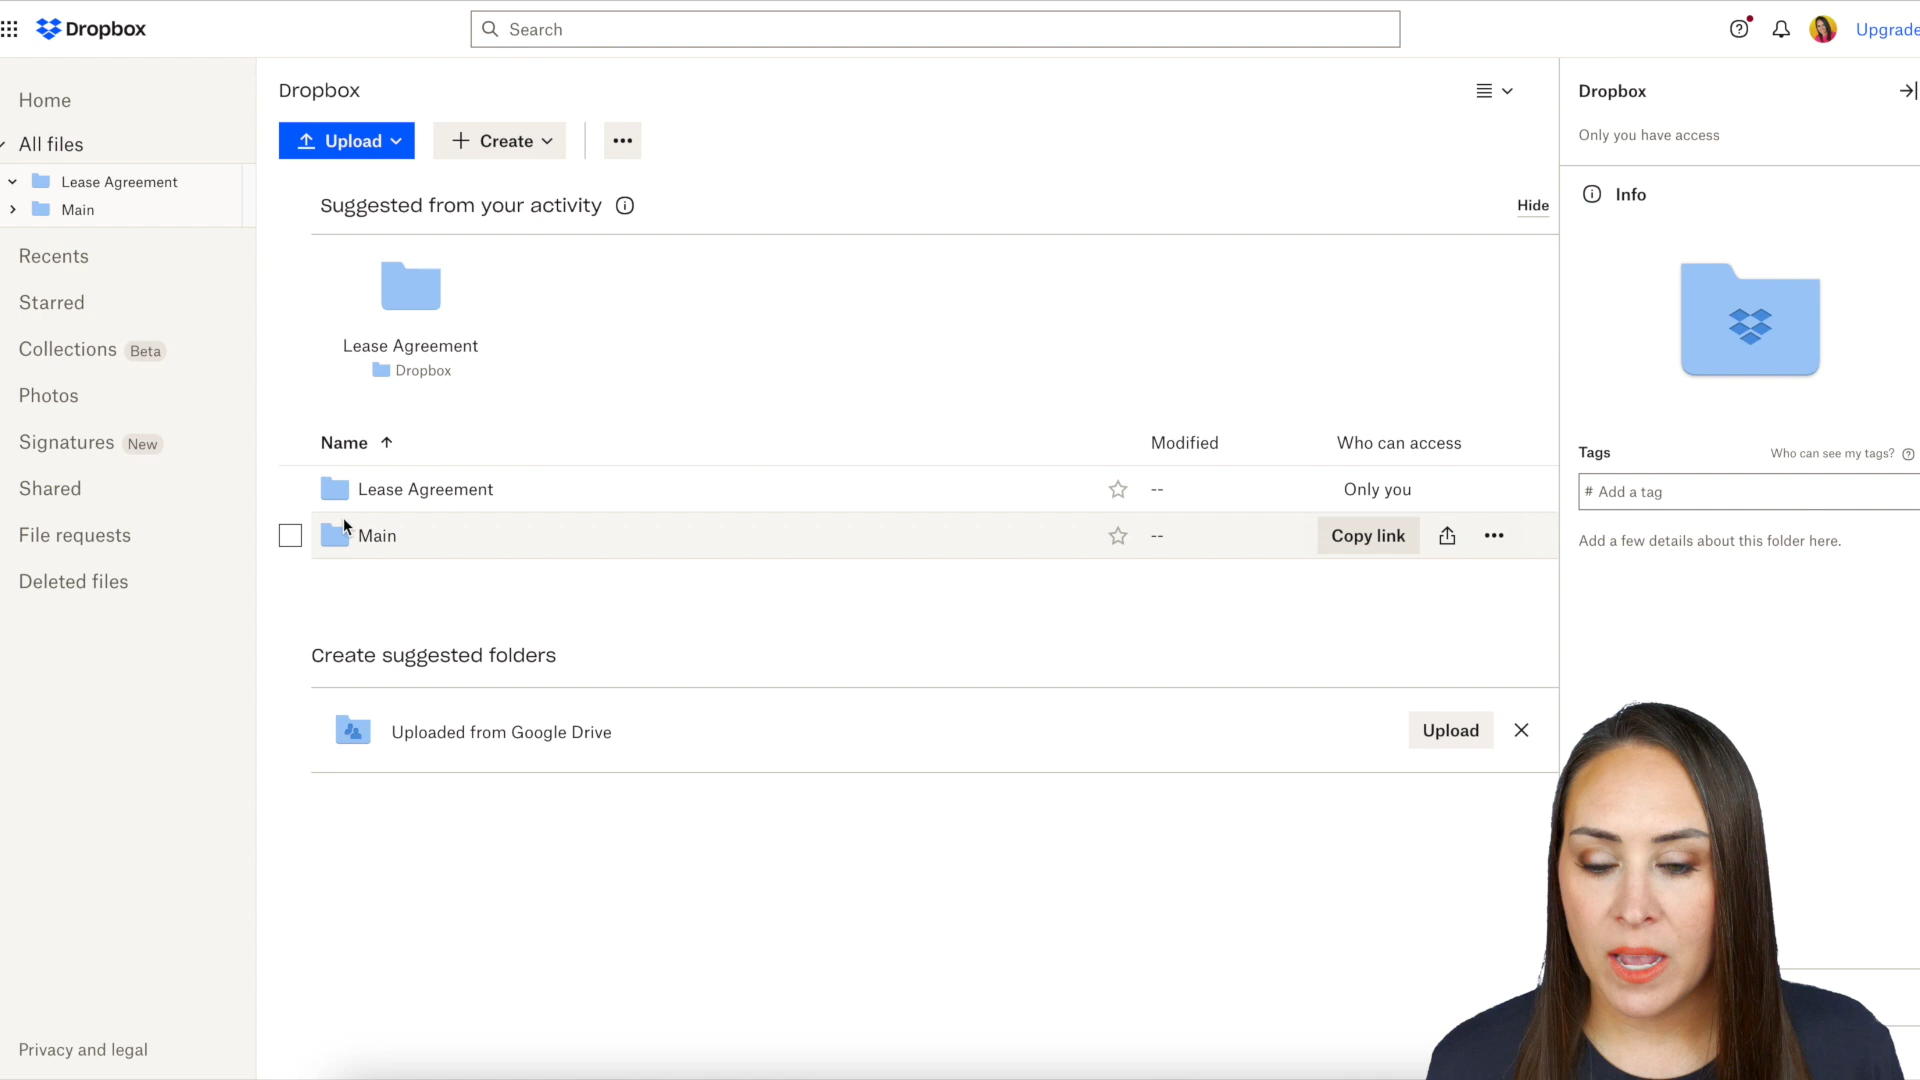 Dropbox
Search
Upgrade
Home
All files
Lease Agreement
Main
Recents
Starred
Collections Beta
Photos
Signatures New
Shared
File requests
Deleted files
Privacy and legal
Dropbox
Upload
Create
Suggested from your activity
Hide
Lease Agreement
Dropbox
Name Modified Who can access
Lease Agreement -- Only you
Main -- Copy link
Create suggested folders
Uploaded from Google Drive Upload
Dropbox
Only you have access
Info
Tags Who can see my tags?
# Add a tag
Add a few details about this folder here.